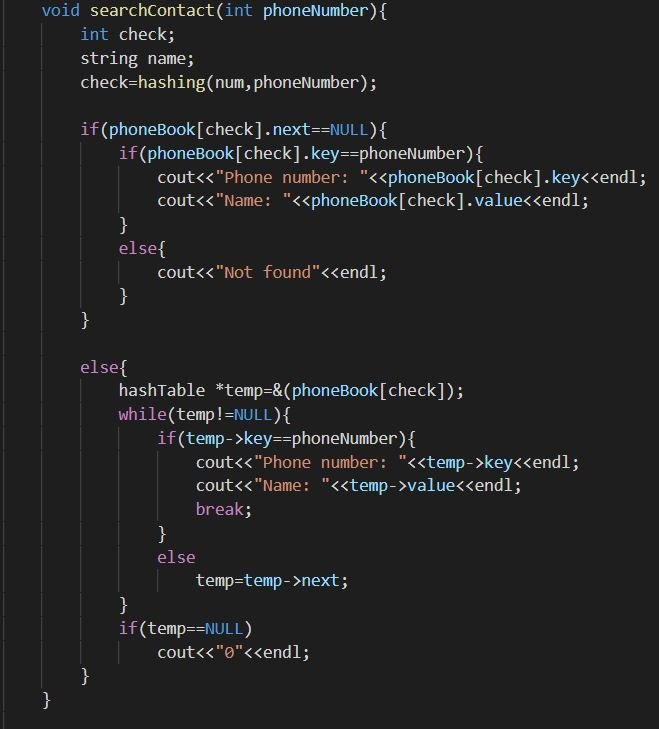 void searchContact(int phoneNumber){
int check;
string name;
check=hashing(num,phoneNumber);
if(phoneBook[check].next==NULL){
if(phoneBook[check].key==phoneNumber){
cout<<"Phone number: "<<phoneBook[check].key<<endl;
cout<<"Name: "<<phoneBook[check].value<<endl;
}
else{
cout<<"Not found"<<endl;
}
}
else{
hashTable *temp=&(phoneBook[check]);
while(temp!=NULL){
if(temp->key==phoneNumber){
cout<<"Phone number: "<<temp->key<<endl;
cout<<"Name: "<<temp->value<<endl;
break;
}
else
temp=temp->next;
}
if(temp==NULL)
cout<<"0"<<endl;
}
}